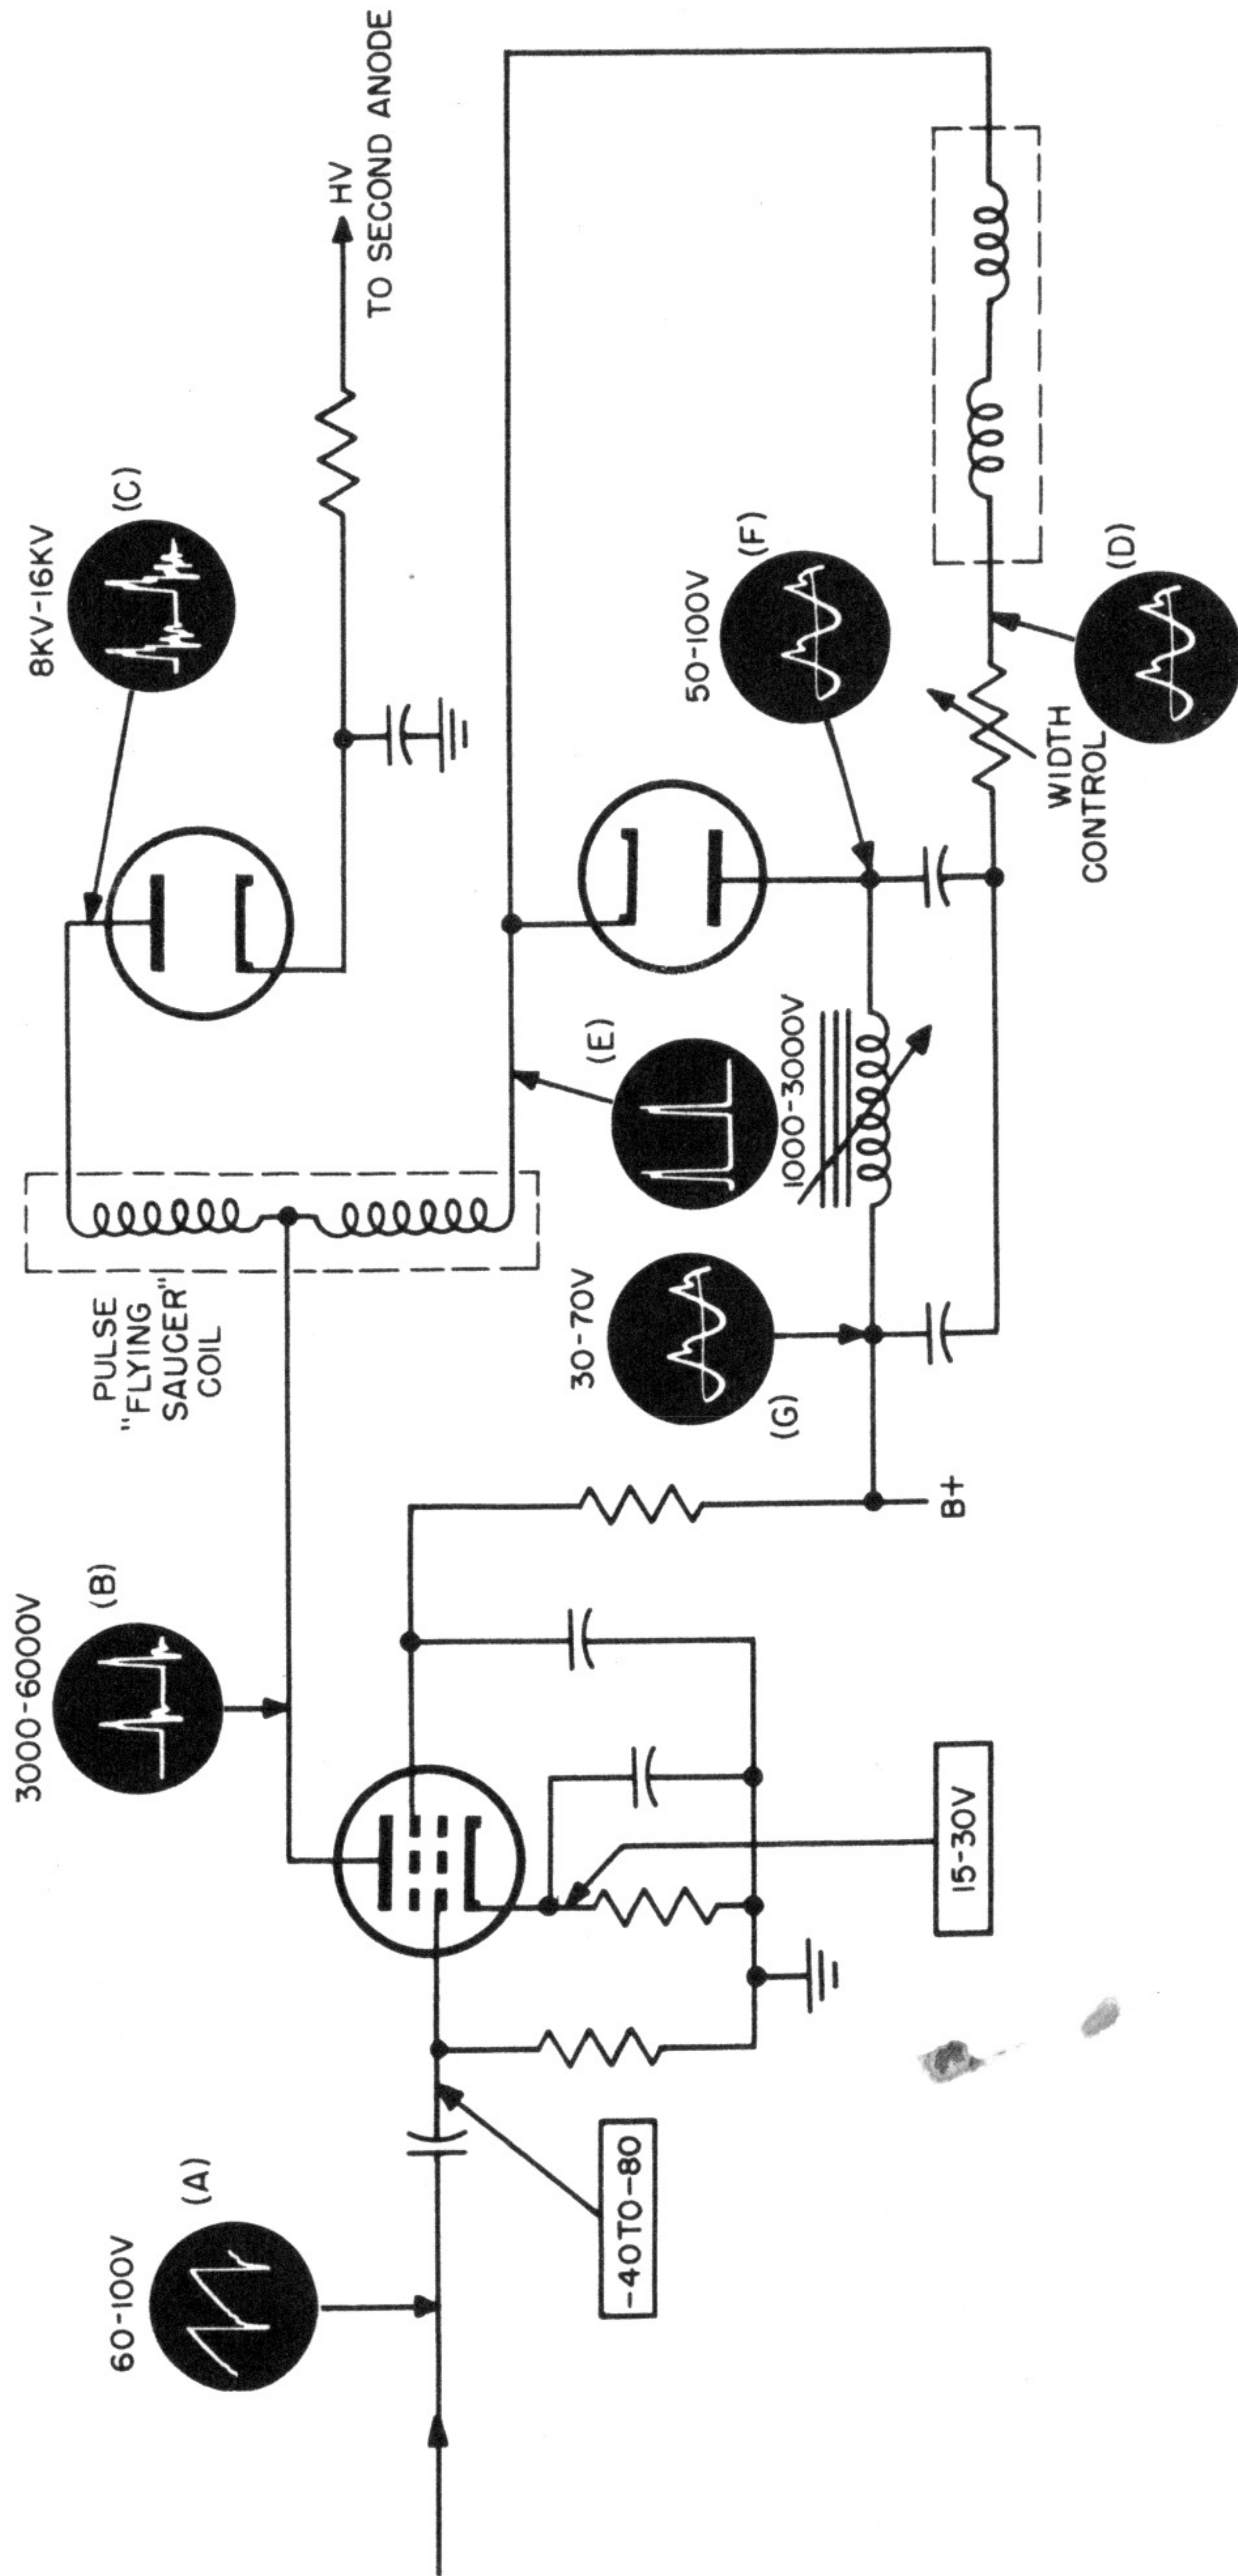 60-100V
(A)
-40TO-80
3000-6000V
(B)
15-30V
PULSE
"FLYING
SAUCER"
COIL
B+
30-70V
(G)
8KV-16KV
(C)
(E)
1000-3000V
50-100V
(F)
WIDTH
CONTROL
(D)
HV
TO SECOND ANODE